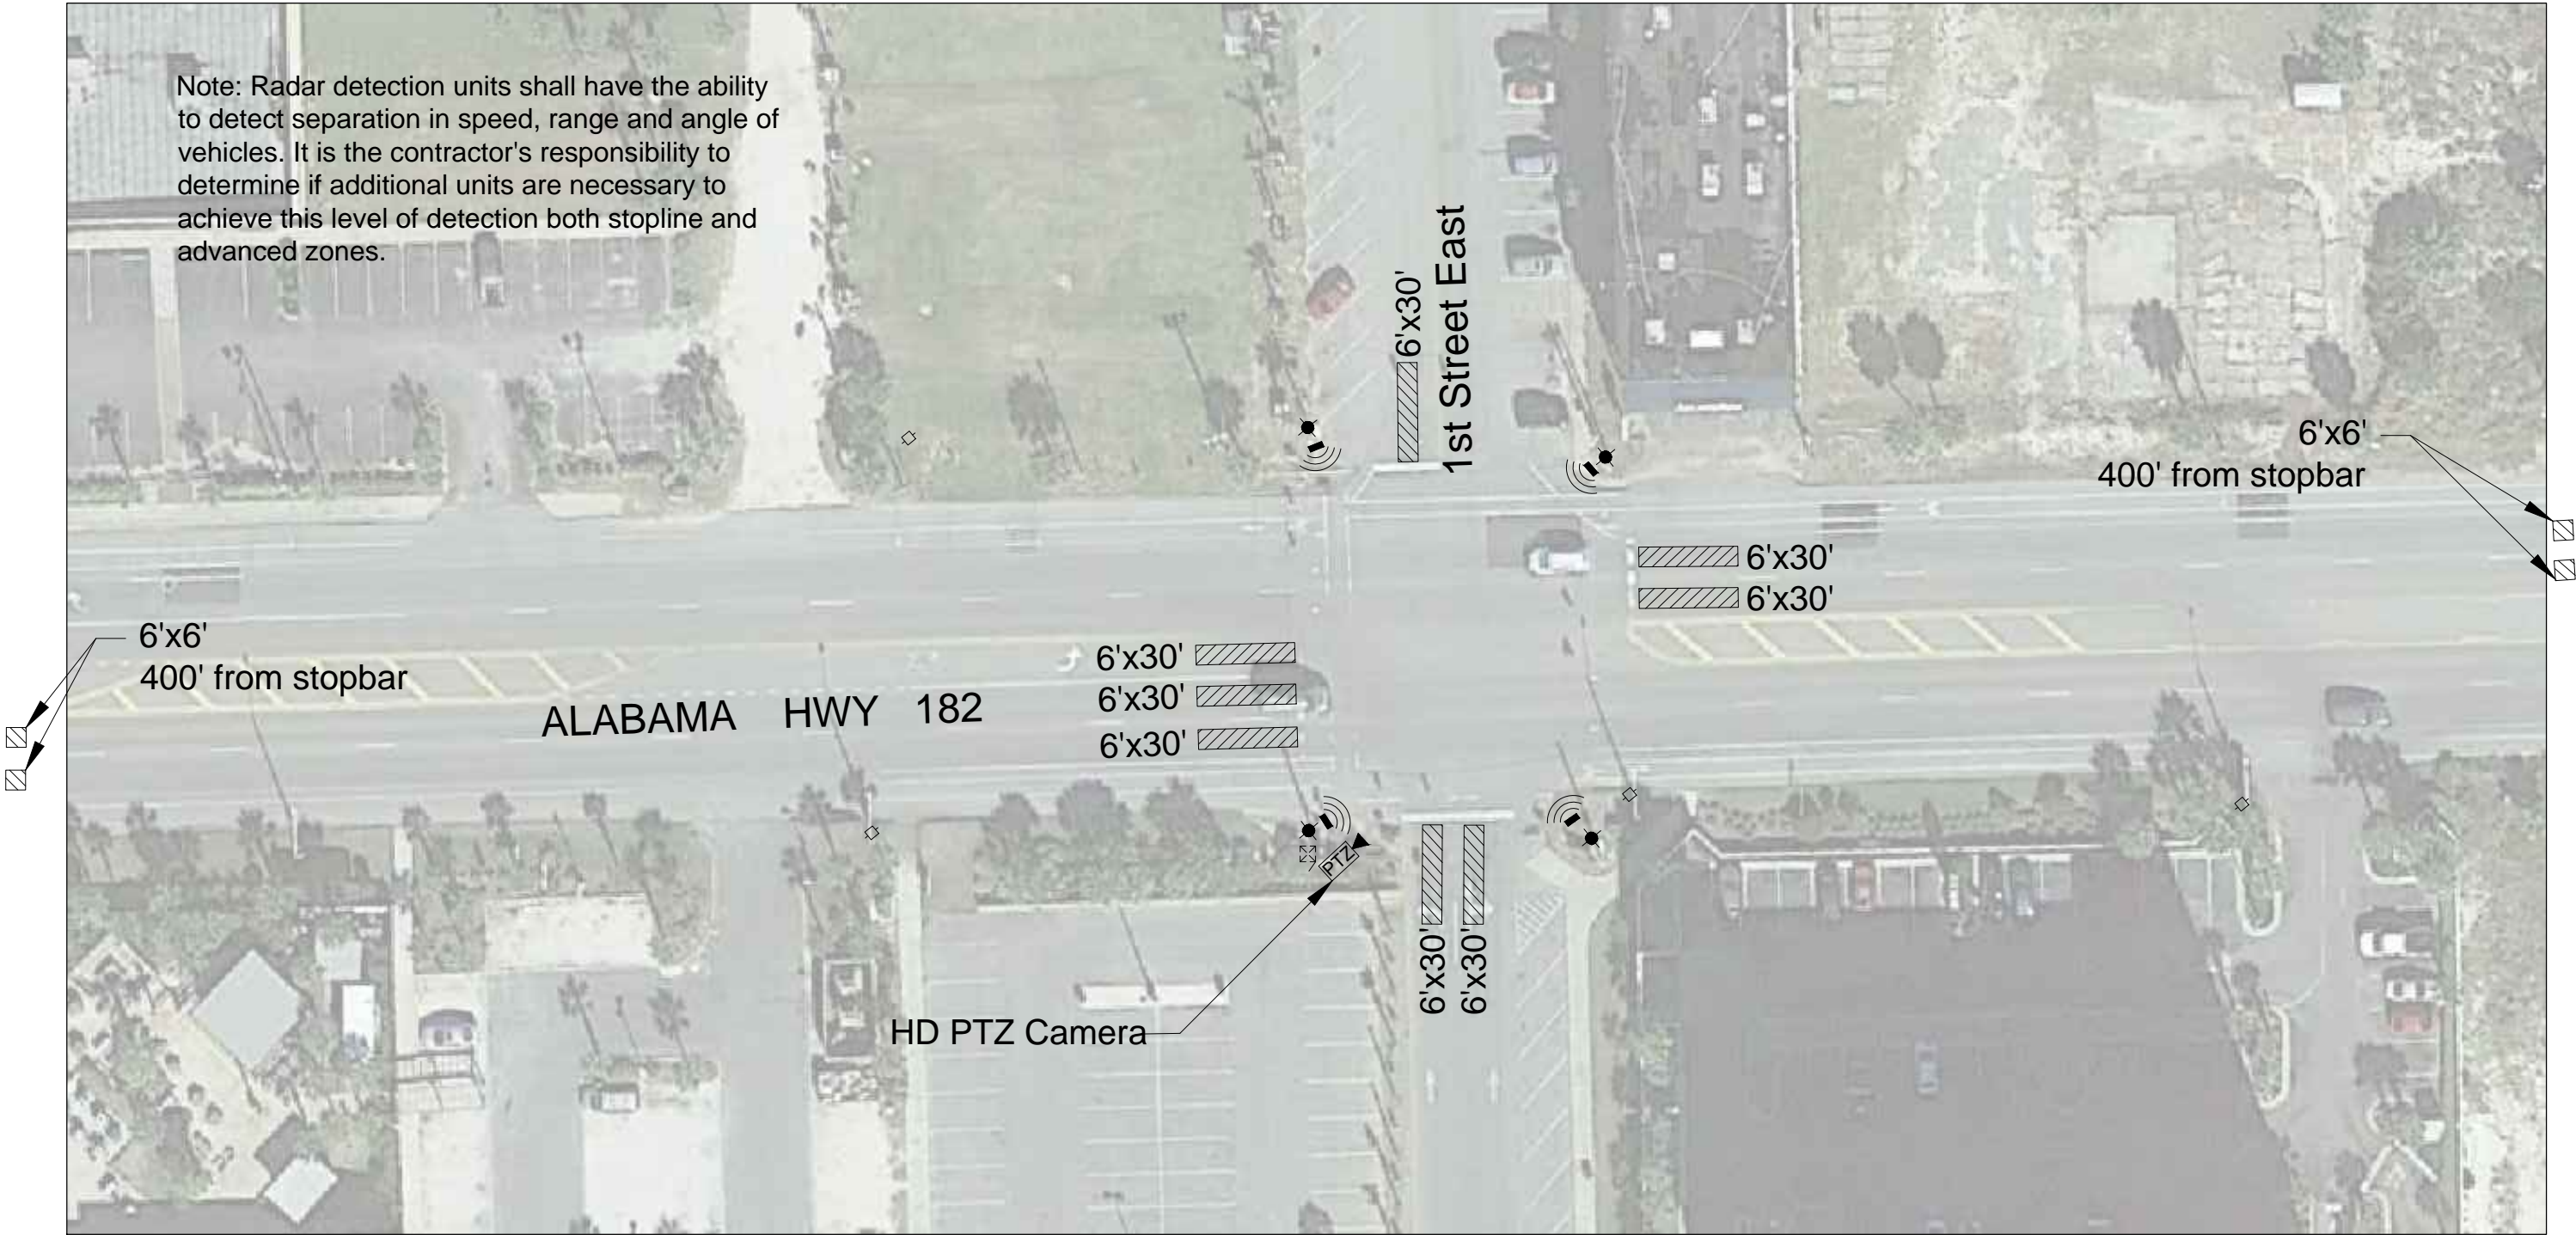 Note: Radar detection units shall have the ability
to detect separation in speed, range and angle of
vehicles. It is the contractor's responsibility to
determine if additional units are necessary to
achieve this level of detection both stopline and
advanced zones.
6'x30'
1st Street East
6'x6'
400' from stopbar
6'x30'
6'x30'
6'x6'
400' from stopbar
6'x30'
6'x30'
6'x30'
ALABAMA HWY 182
PTZ
6'x30'
6'x30'
HD PTZ Camera